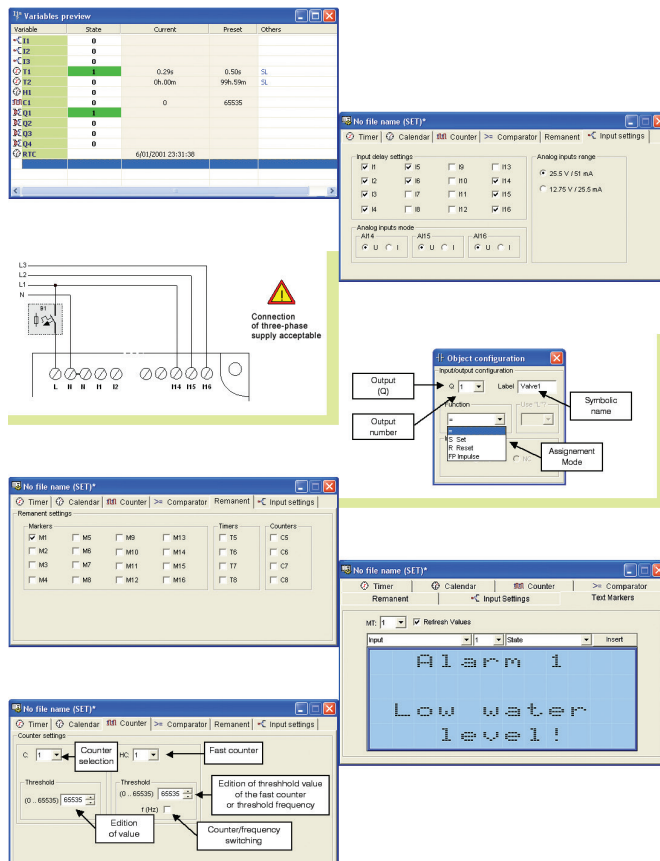 Variables preview
Variable State Current Preset Others
I1 0
I2 0
I3 0
T1 1 0.29s 0.50s SL
T2 0 0h.00m 99h.59m SL
H1 0
C1 0 0 65535
Q1 1
Q2 0
Q3 0
Q4 0
RTC 6/01/2001 23:31:38
No file name (SET)*
Timer Calendar Counter >= Comparator Remanent Input settings
Input delay settings
I1 I5 I9 I13
I2 I6 I10 I14
I3 I7 I11 I15
I4 I8 I12 I16
Analog inputs range
25.5 V / 51 mA
12.75 V / 25.5 mA
Analog inputs mode
AI14 AI15 AI16
U I U I U I
L3
L2
L1
N
S1
L N N I1 I2 I14 I15 I16
Connection
of three-phase
supply acceptable
Object configuration
Input/output configuration
Q 1 Label Valve1
Function
=
=
S Set
R Reset
FP Impulse
NC
Output
(Q)
Output
number
Symbolic
name
Assignement
Mode
No file name (SET)*
Timer Calendar Counter >= Comparator Remanent Input settings
Remanent settings
Markers Timers Counters
M1 M5 M9 M13 T5 C5
M2 M6 M10 M14 T6 C6
M3 M7 M11 M15 T7 C7
M4 M8 M12 M16 T8 C8
No file name (SET)*
Timer Calendar Counter >= Comparator
Remanent Input Settings Text Markers
MT: 1 Refresh Values
Input 1 State Insert
Alarm 1
Low water
level!
No file name (SET)*
Timer Calendar Counter >= Comparator Remanent Input settings
Counter settings
C: 1 Counter selection HC: 1 Fast counter
Threshold Threshold
(0 .. 65535) 65535 (0 .. 65535) 65535
f (Hz)
Edition of threshhold value
of the fast counter
or threshold frequency
Edition
of value
Counter/frequency
switching